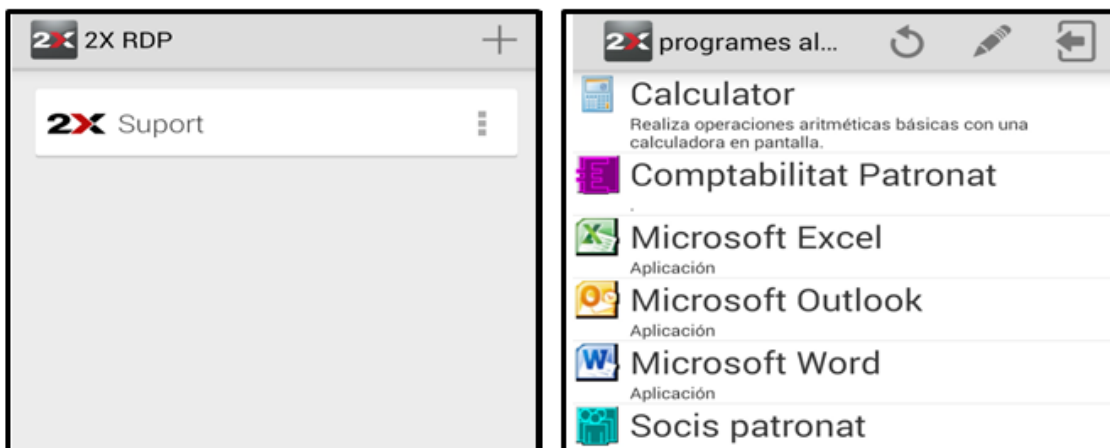 2X 2X RDP
2X Suport
2X programes al...
Calculator
Realiza operaciones aritméticas básicas con una
calculadora en pantalla.
Comptabilitat Patronat
.
Microsoft Excel
Aplicación
Microsoft Outlook
Aplicación
Microsoft Word
Aplicación
Socis patronat